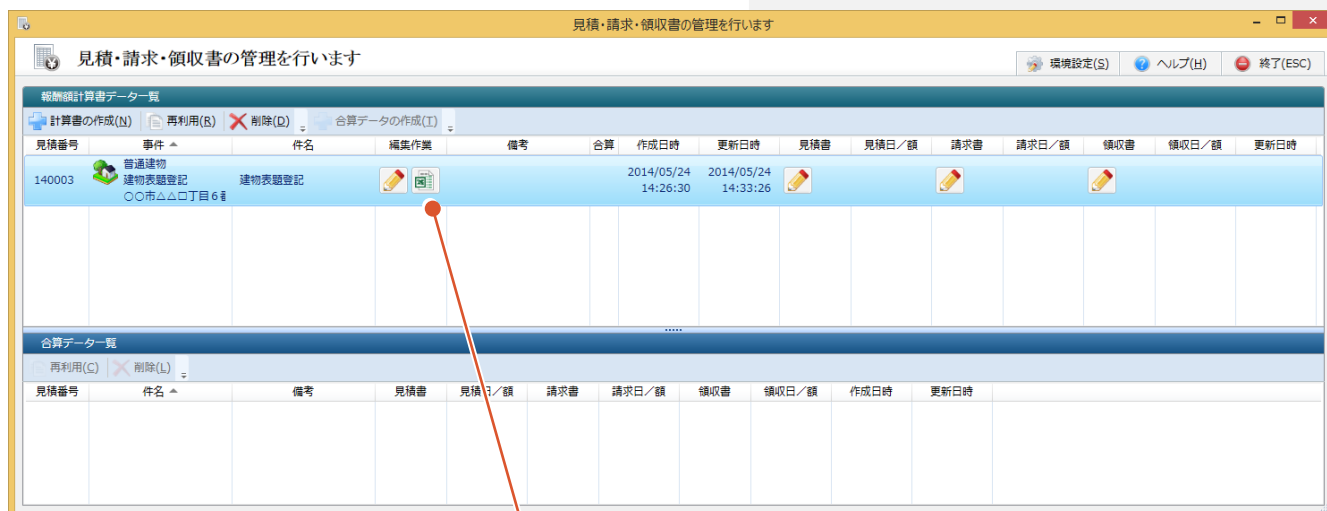 見積・請求・領収書の管理を行います
見積・請求・領収書の管理を行います
環境設定(S) ヘルプ(H) 終了(ESC)
報酬額計算書データ一覧
計算書の作成(N) 再利用(R) 削除(D) 合算データの作成(T)
見積番号 事件 件名 編集作業 備考 合算 作成日時 更新日時 見積書 見積日／額 請求書 請求日／額 領収書 領収日／額 更新日時
普通建物
140003 建物表題登記 建物表題登記 2014/05/24 14:26:30 2014/05/24 14:33:26
○○市△△□丁目6番
合算データ一覧
再利用(C) 削除(L)
見積番号 件名 備考 見積書 見積日／額 請求書 請求日／額 領収書 領収日／額 作成日時 更新日時